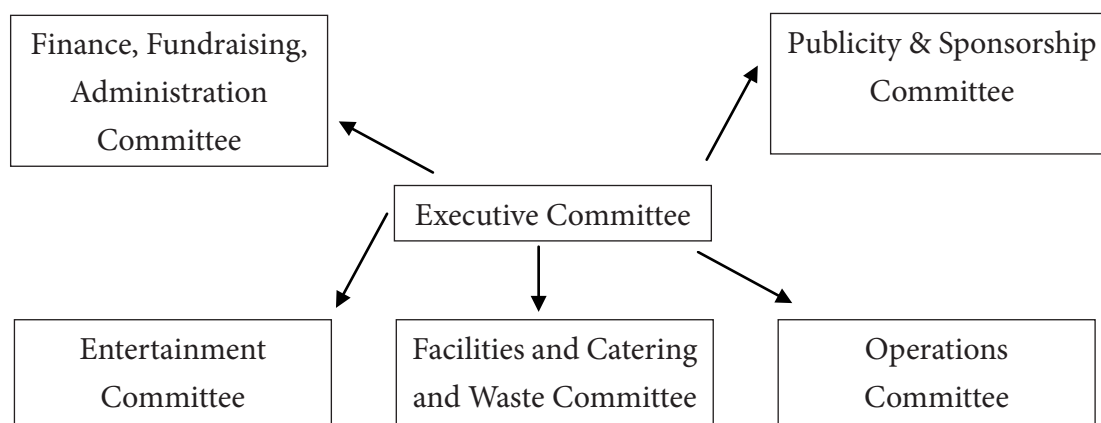 Finance, Fundraising,
Administration
Committee
Publicity & Sponsorship
Committee
Executive Committee
Entertainment
Committee
Facilities and Catering
and Waste Committee
Operations
Committee